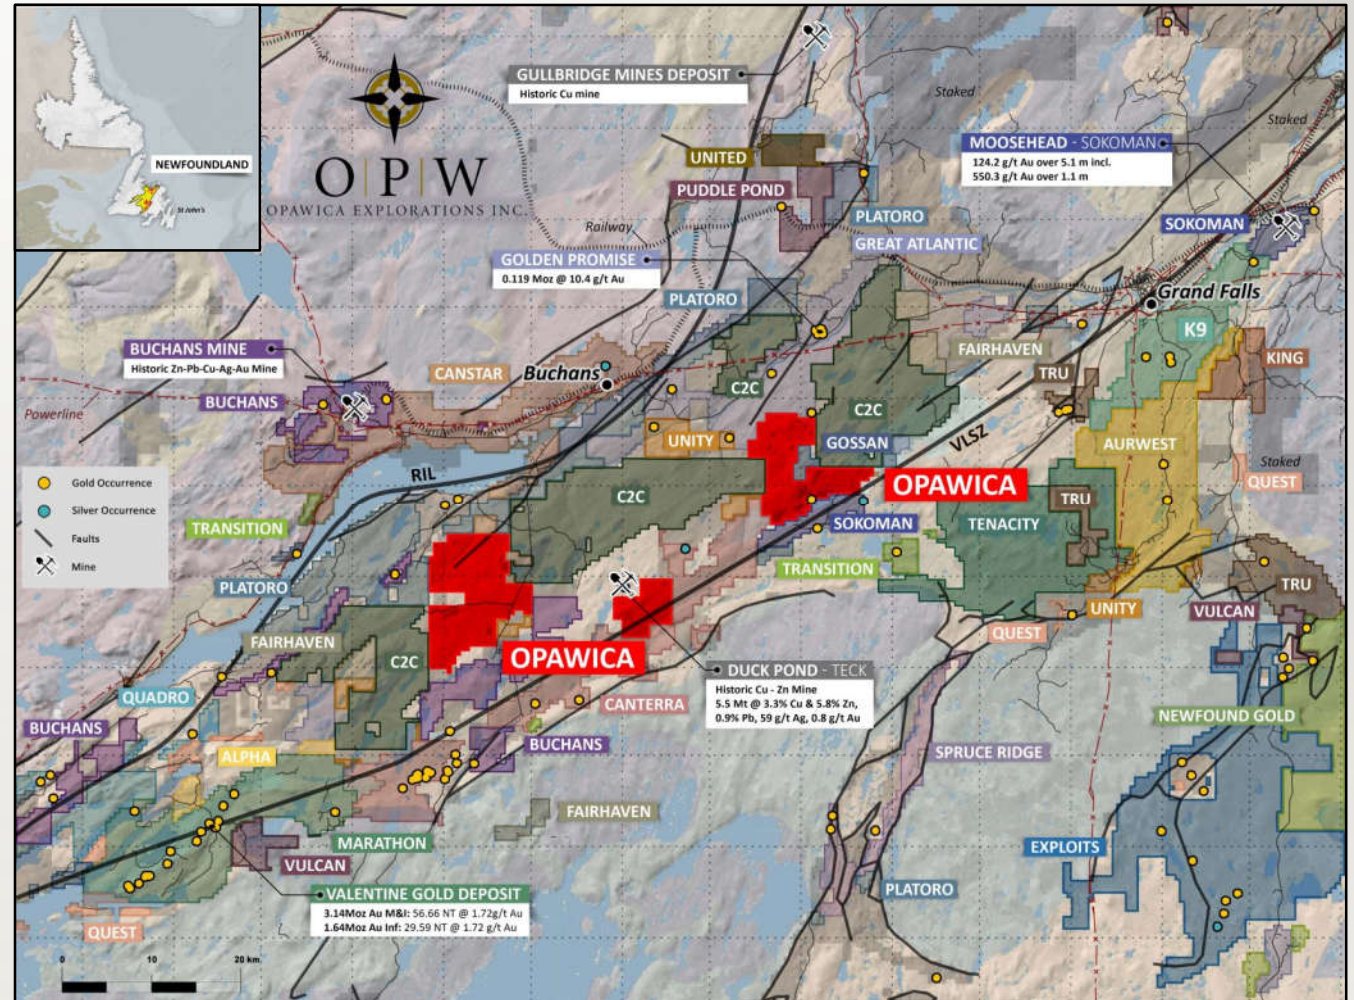 NEWFOUNDLAND
St John's
O|P|W
OPAWICA EXPLORATIONS INC.
GULLBRIDGE MINES DEPOSIT
Historic Cu mine
Staked
Staked
MOOSEHEAD - SOKOMAN
124.2 g/t Au over 5.1 m incl.
550.3 g/t Au over 1.1 m
UNITED
PUDDLE POND
PLATORO
SOKOMAN
Railway
GREAT ATLANTIC
GOLDEN PROMISE
0.119 Moz @ 10.4 g/t Au
PLATORO
Grand Falls
K9
BUCHANS MINE
Historic Zn-Pb-Cu-Ag-Au Mine
FAIRHAVEN
KING
CANSTAR
Buchans
TRU
C2C
BUCHANS
C2C
Powerline
UNITY
GOSSAN
VLSZ
AURWEST
Staked
RIL
OPAWICA
QUEST
Gold Occurrence
C2C
TRU
Silver Occurrence
TRANSITION
SOKOMAN
TENACITY
Faults
Mine
TRANSITION
PLATORO
TRU
UNITY
VULCAN
FAIRHAVEN
QUEST
C2C
OPAWICA
DUCK POND - TECK
Historic Cu - Zn Mine
5.5 Mt @ 3.3% Cu & 5.8% Zn,
0.9% Pb, 59 g/t Ag, 0.8 g/t Au
QUADRO
CANTERRA
NEWFOUND GOLD
BUCHANS
BUCHANS
SPRUCE RIDGE
ALPHA
FAIRHAVEN
MARATHON
EXPLOITS
VULCAN
PLATORO
VALENTINE GOLD DEPOSIT
3.14Moz Au M&I: 56.66 NT @ 1.72g/t Au
1.64Moz Au Inf: 29.59 NT @ 1.72 g/t Au
QUEST
0 10 20 km